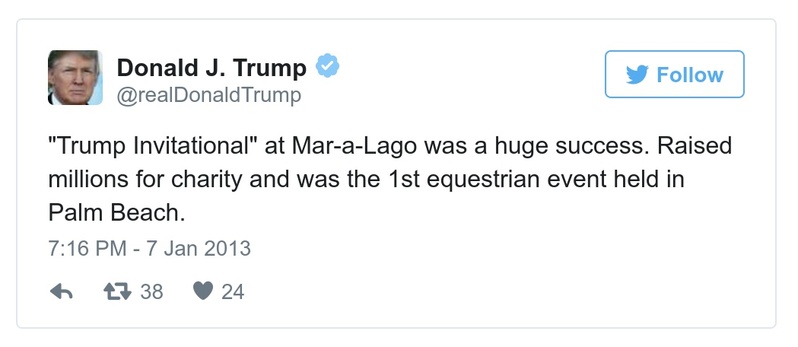 Donald J. Trump
@realDonaldTrump
Follow
"Trump Invitational" at Mar-a-Lago was a huge success. Raised
millions for charity and was the 1st equestrian event held in
Palm Beach.
7:16 PM - 7 Jan 2013
38 24